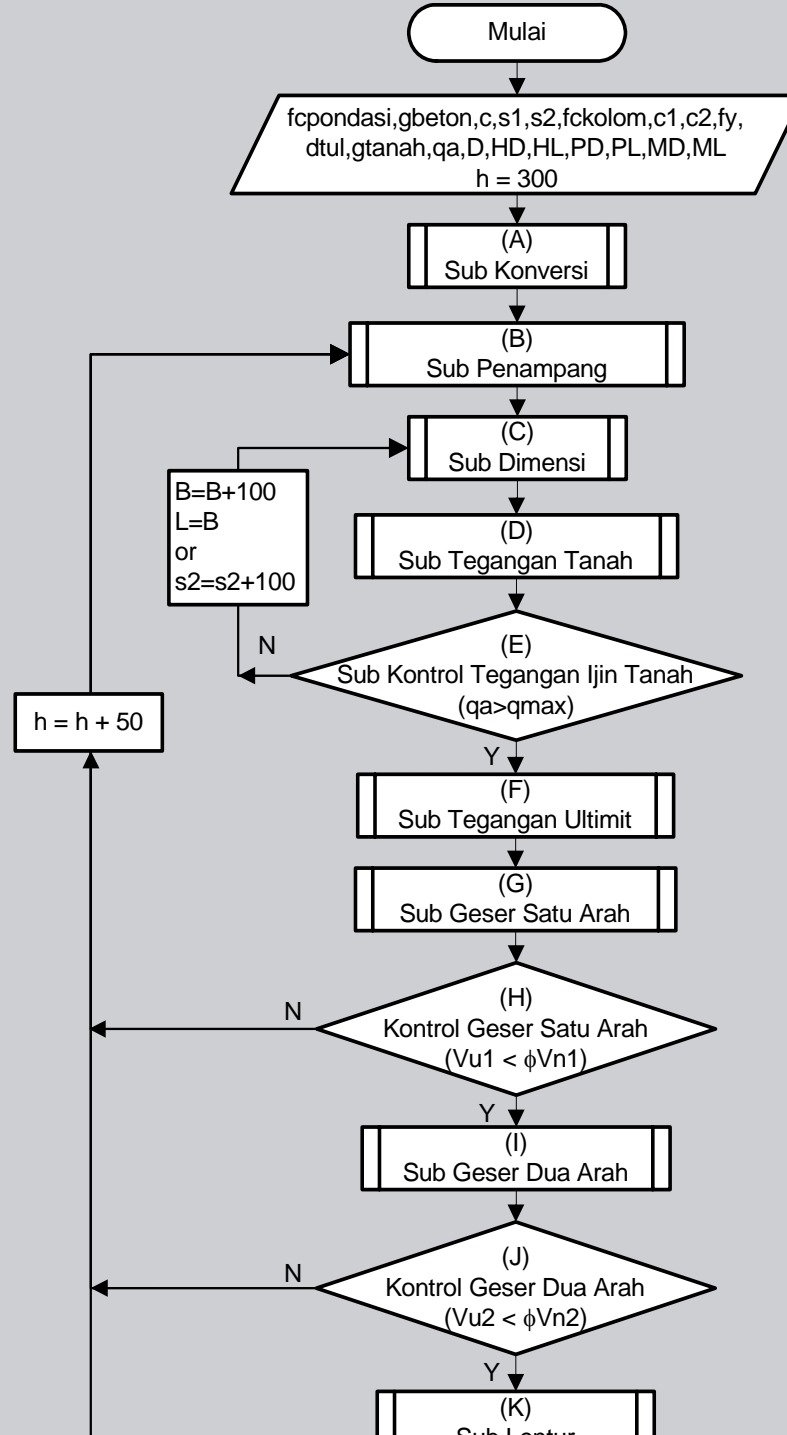 Mulai
fcpondasi,gbeton,c,s1,s2,fckolom,c1,c2,fy,
dtul,gtanah,qa,D,HD,HL,PD,PL,MD,ML
h = 300
(A)
Sub Konversi
(B)
Sub Penampang
(C)
Sub Dimensi
B=B+100
L=B
or
s2=s2+100
(D)
Sub Tegangan Tanah
N
(E)
Sub Kontrol Tegangan Ijin Tanah
(qa>qmax)
h = h + 50
Y
(F)
Sub Tegangan Ultimit
(G)
Sub Geser Satu Arah
N
(H)
Kontrol Geser Satu Arah
(Vu1 < ϕVn1)
Y
(I)
Sub Geser Dua Arah
N
(J)
Kontrol Geser Dua Arah
(Vu2 < ϕVn2)
Y
(K)
Sub Lentur